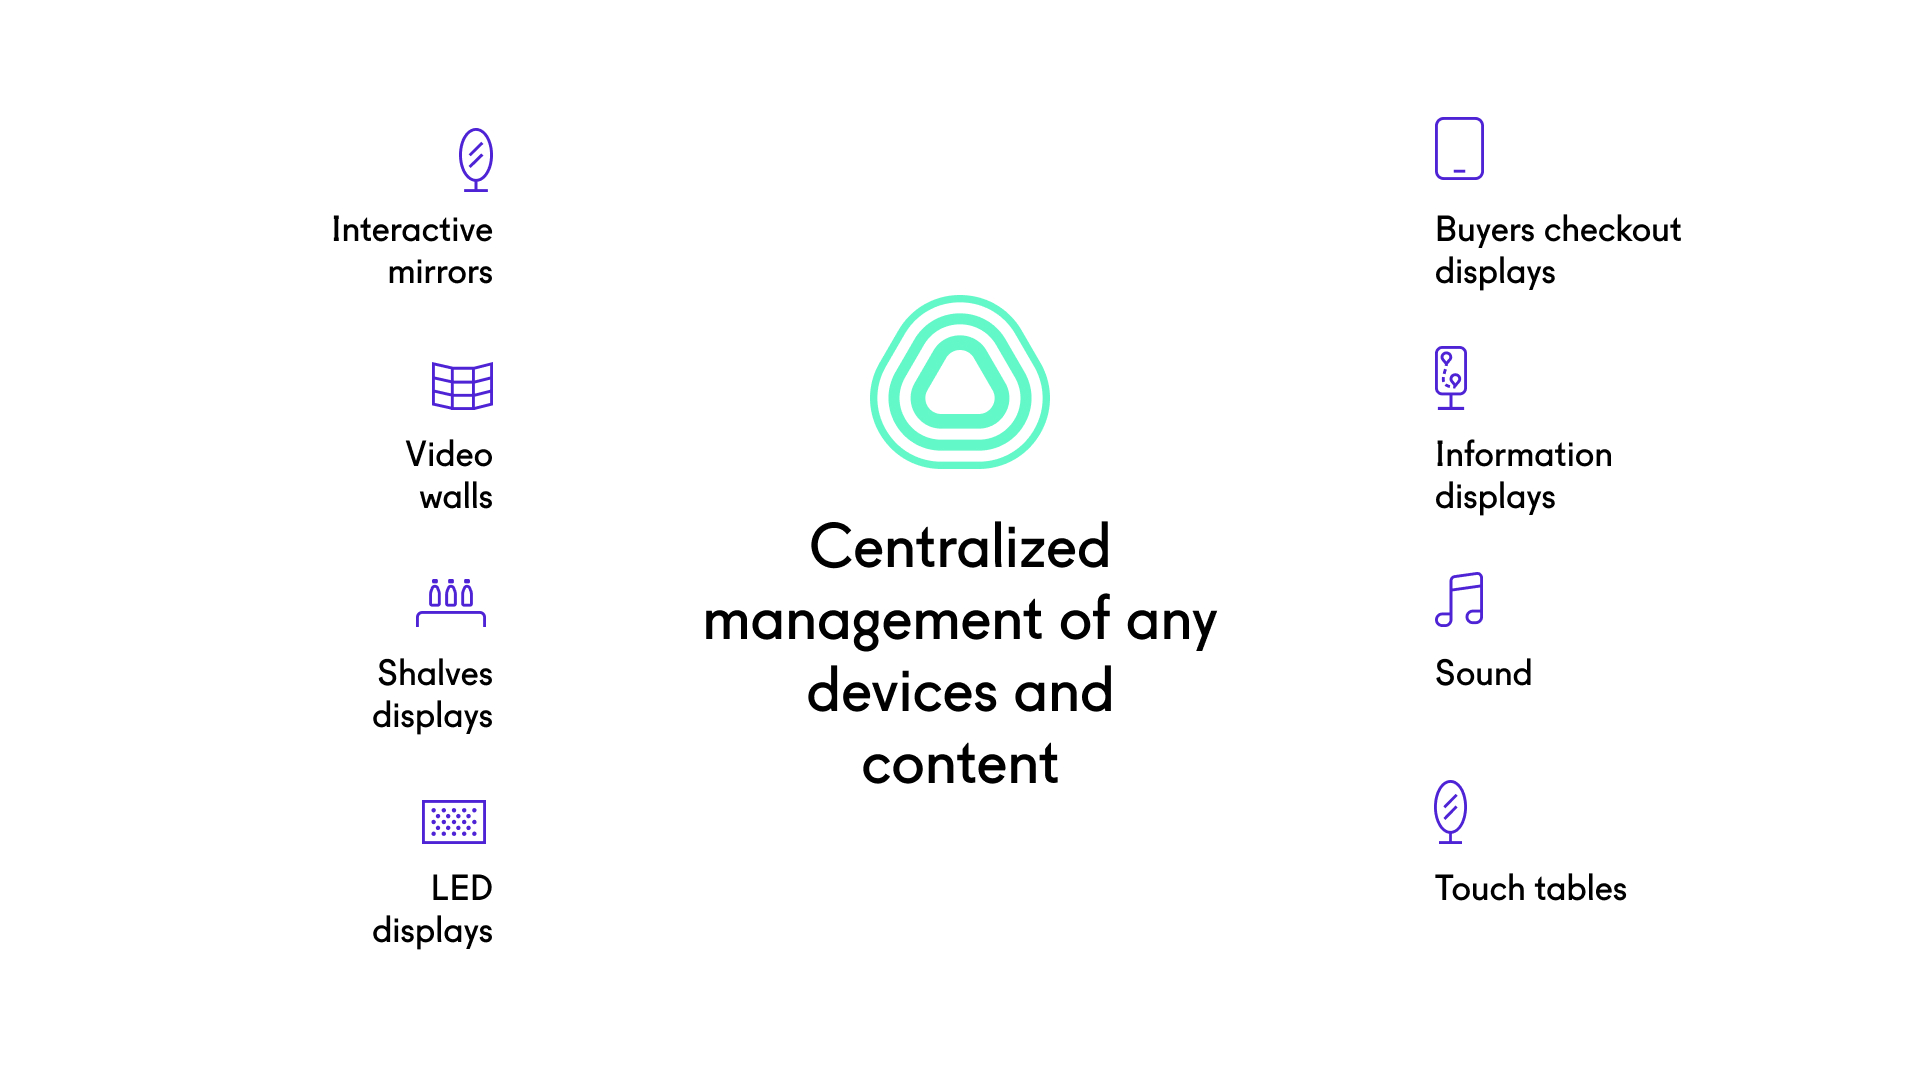 Interactive
mirrors
Video
walls
Shalves
displays
LED
displays
Centralized
management of any
devices and
content
Buyers checkout
displays
Information
displays
Sound
Touch tables